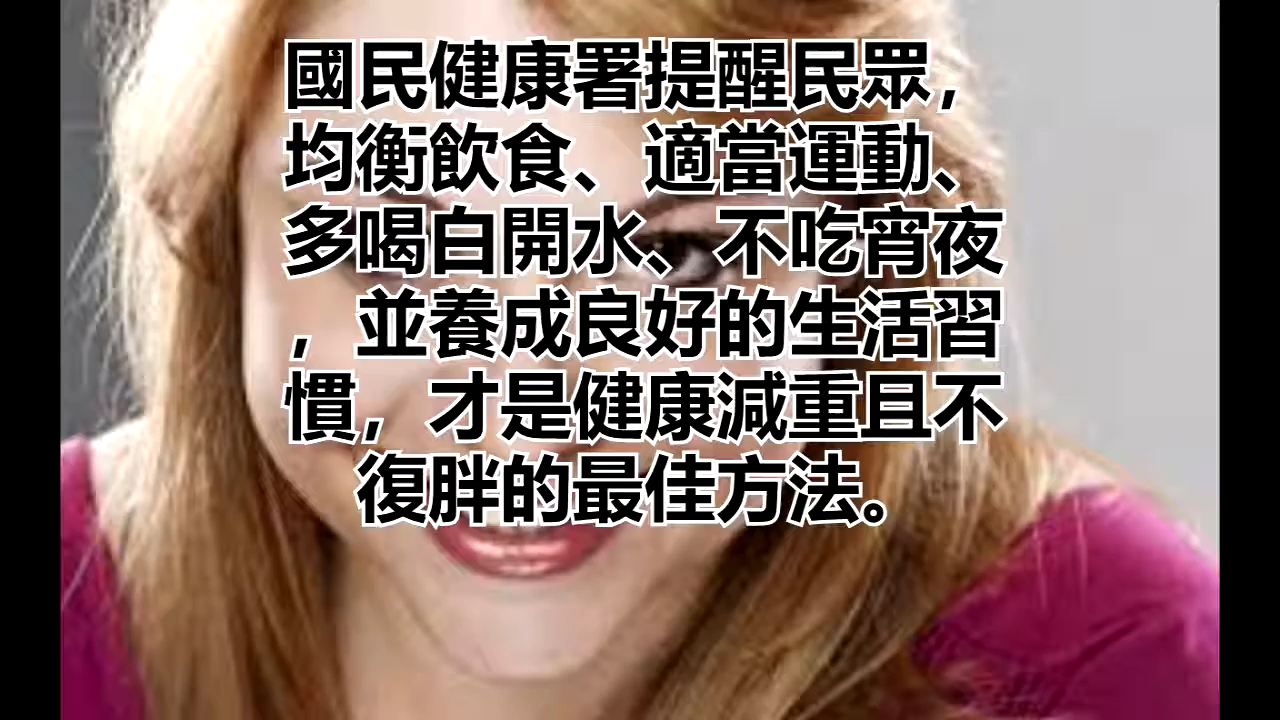 國民健康署提醒民眾，
均衡飲食、適當運動、
多喝白開水、不吃宵夜
，並養成良好的生活習
慣，才是健康減重且不
復胖的最佳方法。